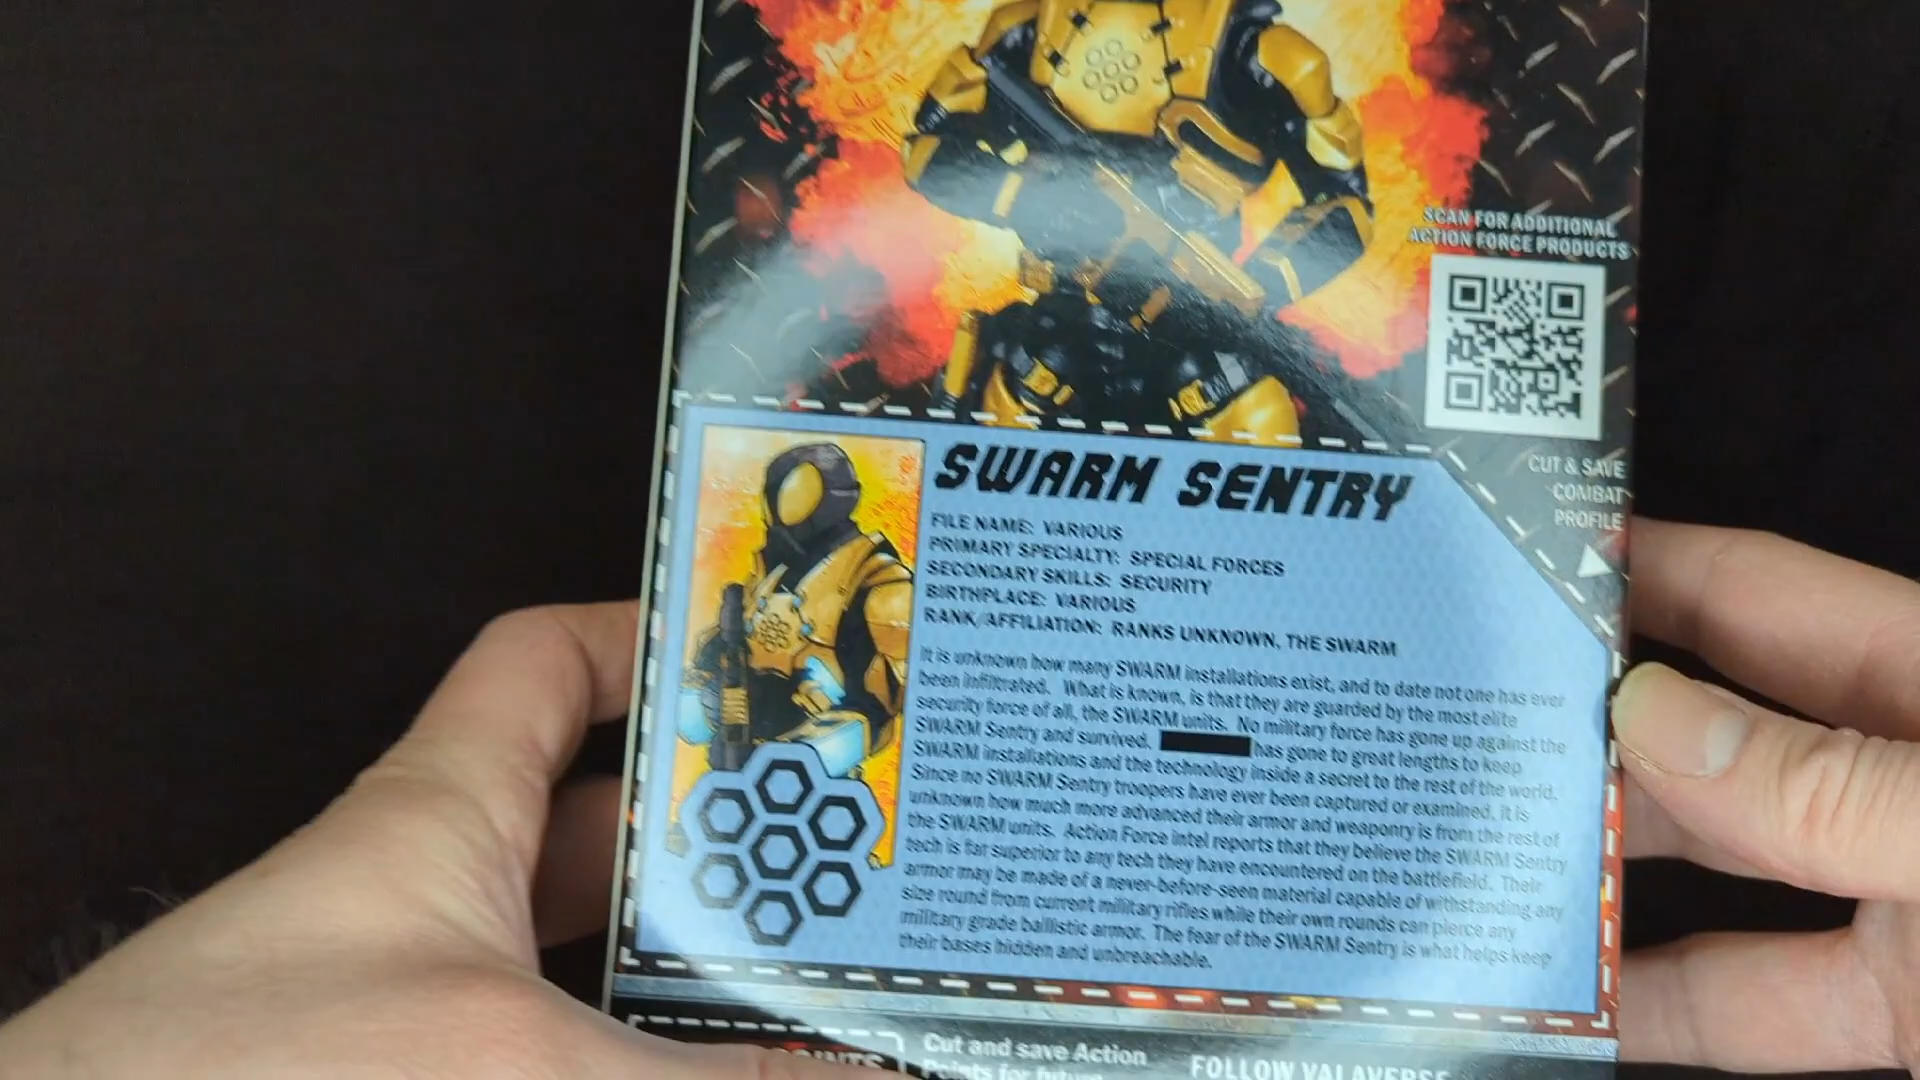 SCAN FOR ADDITIONAL
ACTION FORCE PRODUCTS
CUT & SAVE
COMBAT
PROFILE
SWARM SENTRY
FILE NAME: VARIOUS
PRIMARY SPECIALTY: SPECIAL FORCES
SECONDARY SKILLS: SECURITY
BIRTHPLACE: VARIOUS
RANK/AFFILIATION: RANKS UNKNOWN, THE SWARM
It is unknown how many SWARM installations exist, and to date not one has ever
been infiltrated. What is known, is that they are guarded by the most elite
security force of all, the SWARM units. No military force has gone up against the
SWARM Sentry and survived. has gone to great lengths to keep
SWARM installations and the technology inside a secret to the rest of the world.
Since no SWARM Sentry troopers have ever been captured or examined, it is
unknown how much more advanced their armor and weaponry is from the rest of
the SWARM units. Action Force intel reports that they believe the SWARM Sentry
tech is far superior to any tech they have encountered on the battlefield. Their
armor may be made of a never-before-seen material capable of withstanding any
size round from current military rifles while their own rounds can pierce any
military grade ballistic armor. The fear of the SWARM Sentry is what helps keep
their bases hidden and unbreachable.
Cut and save Action
Points for future
FOLLOW VALAVERSE